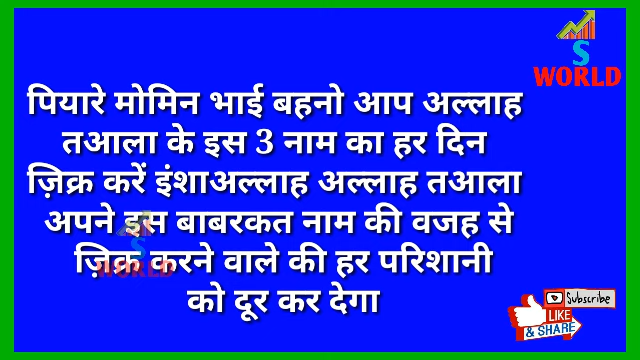 S
WORLD
पियारे मोमिन भाई बहनो आप अल्लाह
तआला के इस 3 नाम का हर दिन
ज़िक्र करें इंशाअल्लाह अल्लाह तआला
अपने इस बाबरकत नाम की वजह से
ज़िक्र करने वाले की हर परिशानी
को दूर कर देगा
S
WORLD
Subscribe
LIKE
& SHARE